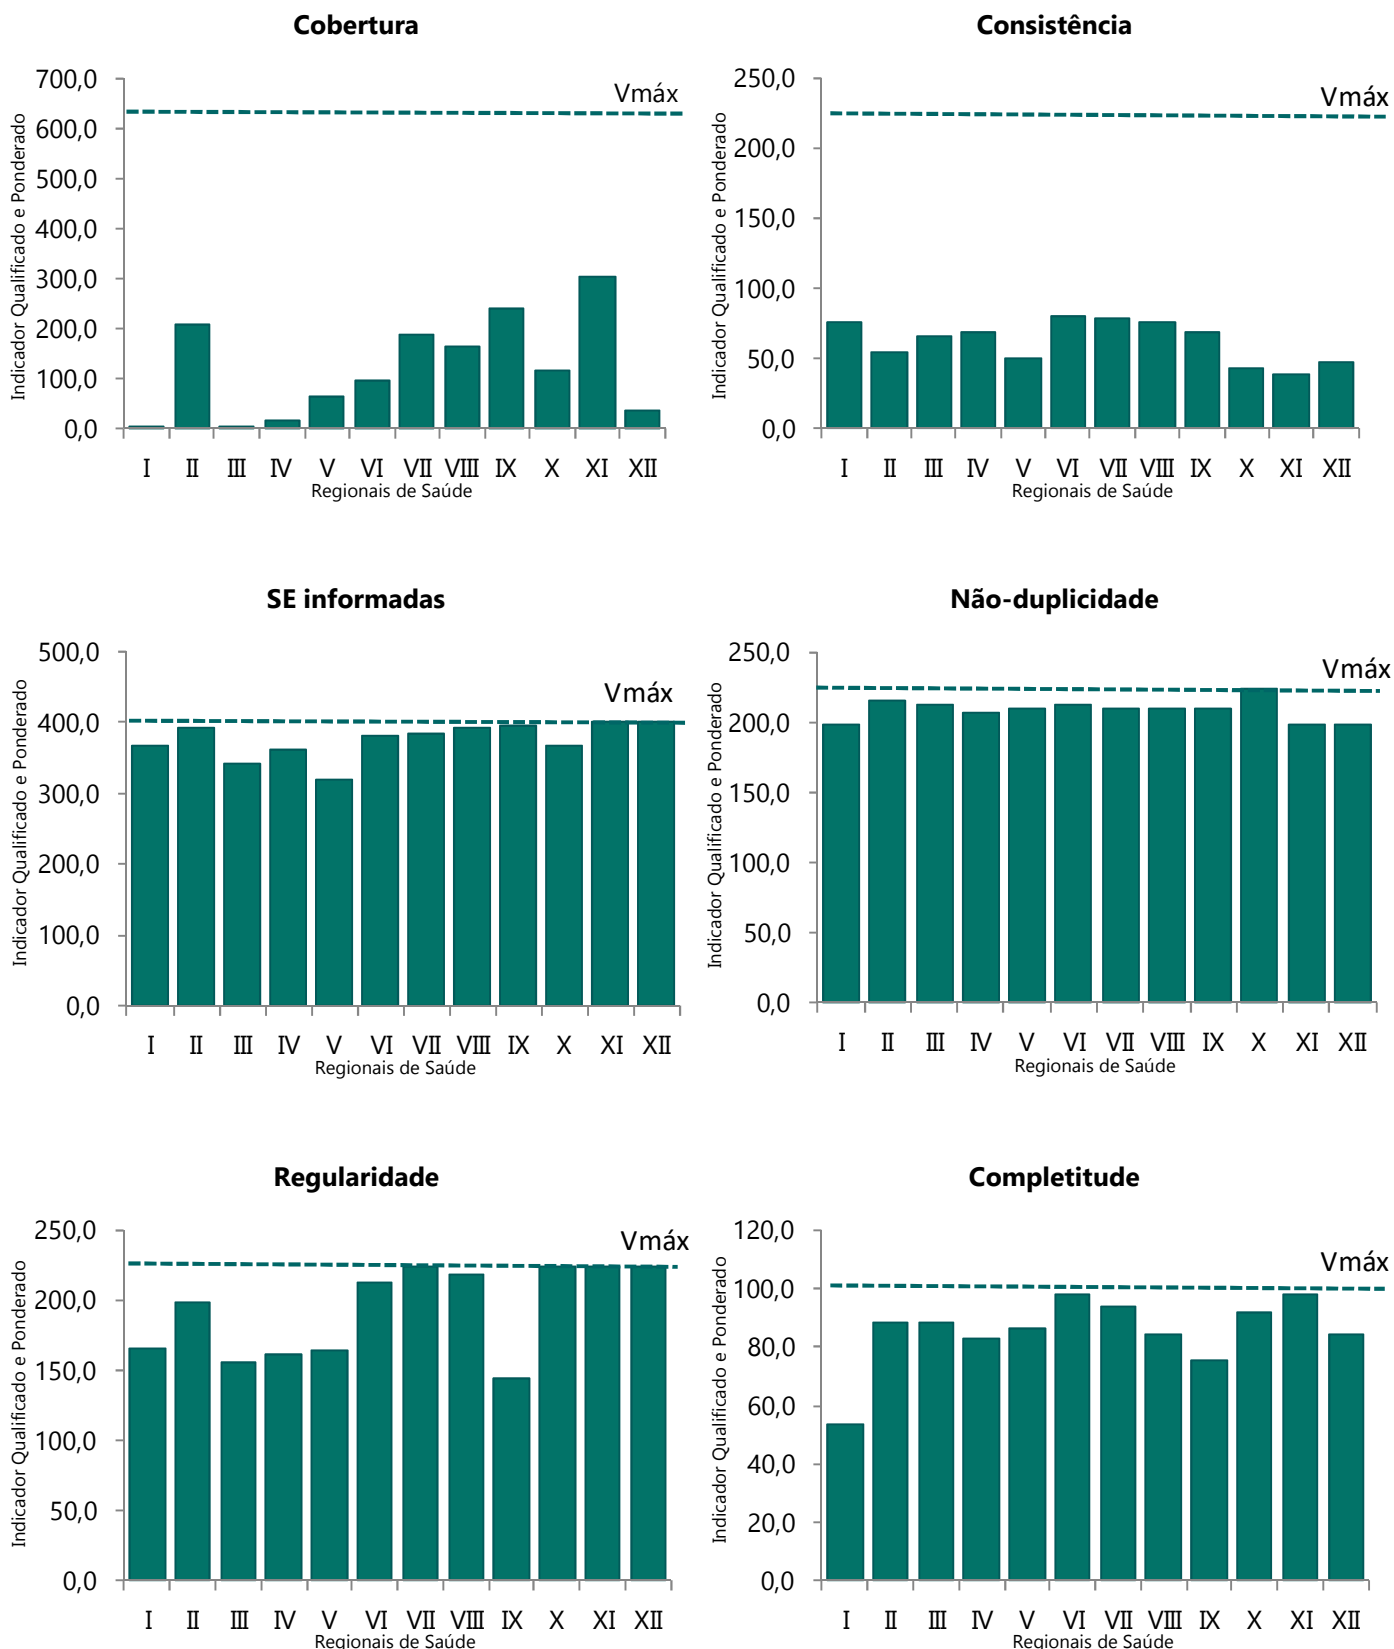 Cobertura
700,0
600,0
500,0
400,0
300,0
200,0
100,0
0,0
Vmáx
Indicador Qualificado e Ponderado
I II III IV V VI VII VIII IX X XI XII
Regionais de Saúde
Consistência
250,0
200,0
150,0
100,0
50,0
0,0
Vmáx
Indicador Qualificado e Ponderado
I II III IV V VI VII VIII IX X XI XII
Regionais de Saúde
SE informadas
500,0
400,0
300,0
200,0
100,0
0,0
Vmáx
Indicador Qualificado e Ponderado
I II III IV V VI VII VIII IX X XI XII
Regionais de Saúde
Não-duplicidade
250,0
200,0
150,0
100,0
50,0
0,0
Vmáx
Indicador Qualificado e Ponderado
I II III IV V VI VII VIII IX X XI XII
Regionais de Saúde
Regularidade
250,0
200,0
150,0
100,0
50,0
0,0
Vmáx
Indicador Qualificado e Ponderado
I II III IV V VI VII VIII IX X XI XII
Regionais de Saúde
Completitude
120,0
100,0
80,0
60,0
40,0
20,0
0,0
Vmáx
Indicador Qualificado e Ponderado
I II III IV V VI VII VIII IX X XI XII
Regionais de Saúde